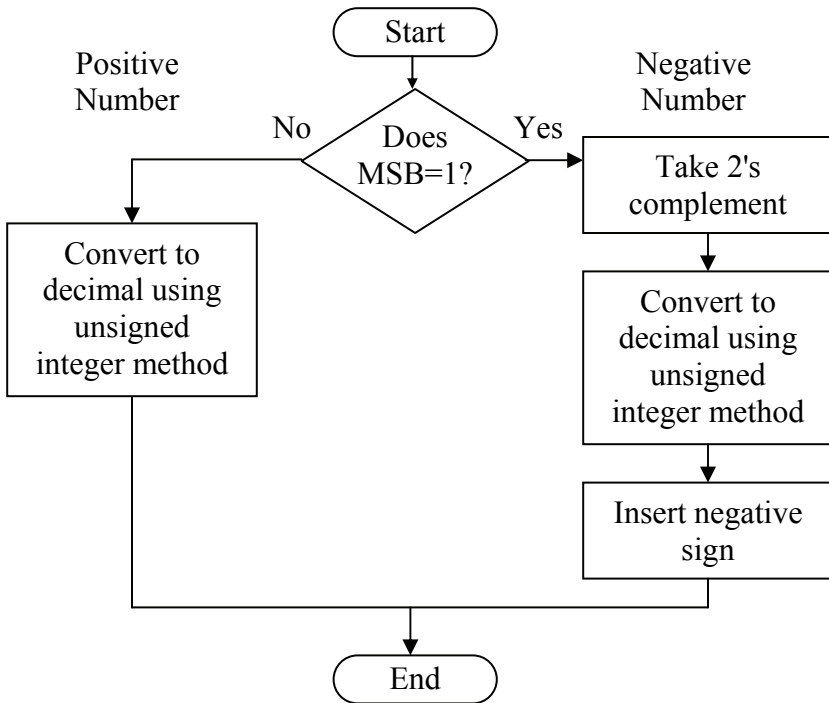 Start
Positive
Number
Negative
Number
No
Does
MSB=1?
Yes
Take 2's
complement
Convert to
decimal using
unsigned
integer method
Convert to
decimal using
unsigned
integer method
Insert negative
sign
End